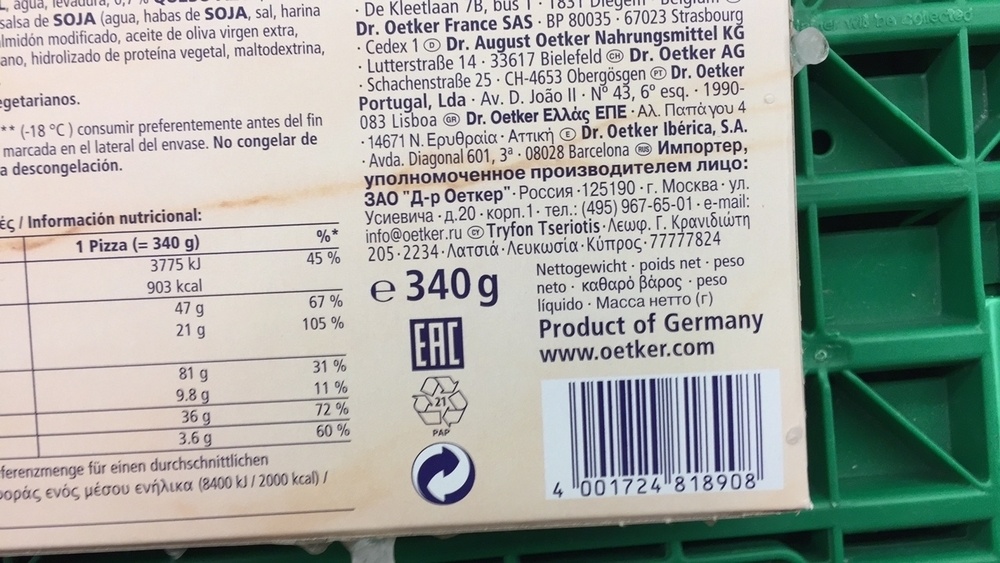 agua, levadura, 0,7 %
salsa de SOJA (agua, habas de SOJA, sal, harina
almidón modificado, aceite de oliva virgen extra,
ano, hidrolizado de proteína vegetal, maltodextrina,
egetarianos.
** (-18 °C) consumir preferentemente antes del fin
marcada en el lateral del envase. No congelar de
a descongelación.
ές / Información nutricional:
1 Pizza (= 340 g) %*
3775 kJ 45 %
903 kcal
47 g 67 %
21 g 105 %
81 g 31 %
9.8 g 11 %
36 g 72 %
3.6 g 60 %
ferenzmenge für einen durchschnittlichen
φοράς ενός μέσου ενήλικα (8400 kJ / 2000 kcal) /
· De Kleetlaan 7B, bus 1 · 1831 Diegem · Belgium
Dr. Oetker France SAS · BP 80035 · 67023 Strasbourg
· Cedex 1 D Dr. August Oetker Nahrungsmittel KG
· Lutterstraße 14 · 33617 Bielefeld CH Dr. Oetker AG
· Schachenstraße 25 · CH-4653 Obergösgen PT Dr. Oetker
Portugal, Lda · Av. D. João II · Nº 43, 6º esq. · 1990-
083 Lisboa GR Dr. Oetker Ελλάς ΕΠΕ · Αλ. Παπάγου 4
· 14671 Ν. Ερυθραία · Αττική E Dr. Oetker Ibérica, S.A.
· Avda. Diagonal 601, 3ª · 08028 Barcelona RUS Импортер,
уполномоченное производителем лицо:
ЗАО "Д-р Оеткер" · Россия · 125190 · г. Москва · ул.
Усиевича · д.20 · корп.1 · тел.: (495) 967-65-01 · e-mail:
info@oetker.ru CY Tryfon Tseriotis · Λεωφ. Γ. Κρανιδιώτη
205 · 2234 · Λατσιά · Λευκωσία · Κύπρος · 77777824
e 340 g
Nettogewicht · poids net · peso
neto · καθαρό βάρος · peso
líquido · Масса нетто (г)
Product of Germany
www.oetker.com
EAC
21
PAP
4 001724 818908